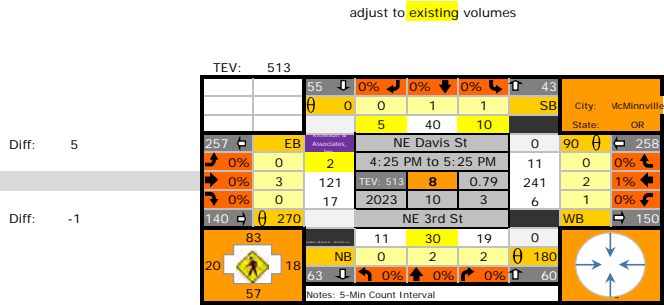 adjust to existing volumes
TEV: 513
55 0% 0% 0% 43
θ 0 0 1 1 SB City: McMinnville
5 40 10 State: OR
Diff: 5 257 EB Associates, NE Davis St 0 90 θ 258
0% 0 2 4:25 PM to 5:25 PM 11 0 0%
0% 3 121 TEV: 513 8 0.79 241 2 1%
0% 0 17 2023 10 3 6 1 0%
Diff: -1 140 θ 270 NE 3rd St WB 150
83 11 30 19 0
20 18 NB 0 2 2 θ 180
63 0% 0% 0% 60
57 Notes: 5-Min Count Interval